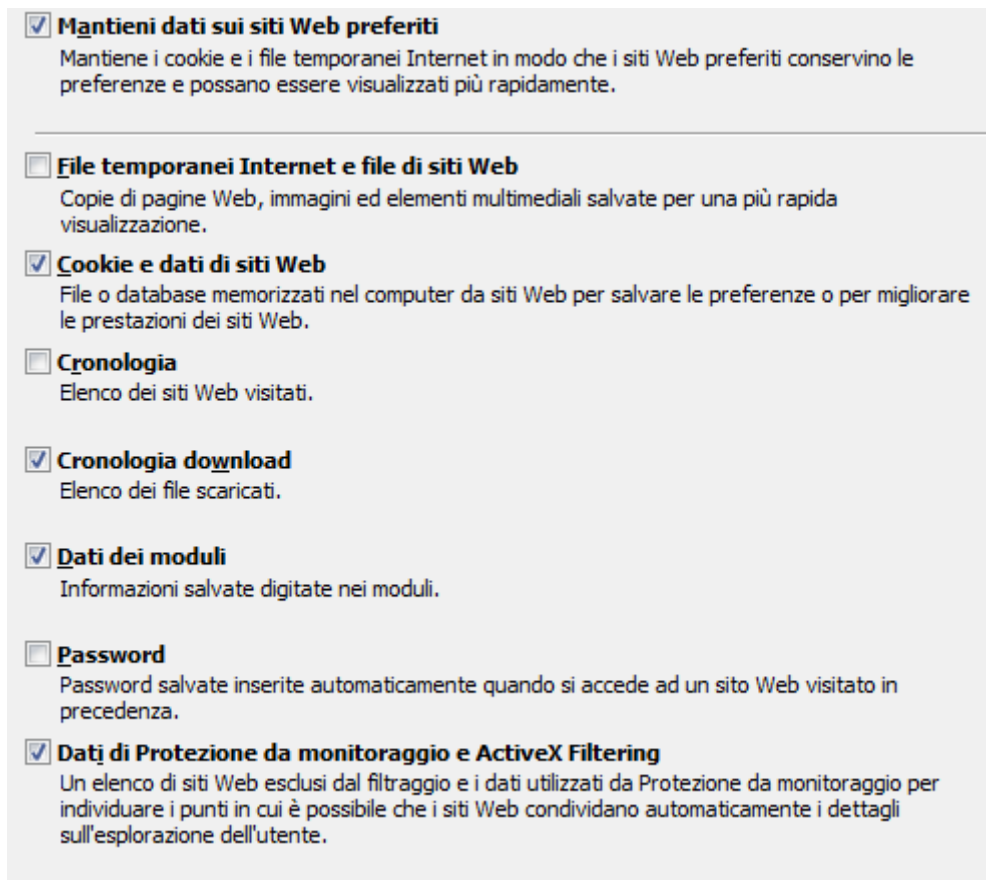 Mantieni dati sui siti Web preferiti
Mantiene i cookie e i file temporanei Internet in modo che i siti Web preferiti conservino le
preferenze e possano essere visualizzati più rapidamente.
File temporanei Internet e file di siti Web
Copie di pagine Web, immagini ed elementi multimediali salvate per una più rapida
visualizzazione.
Cookie e dati di siti Web
File o database memorizzati nel computer da siti Web per salvare le preferenze o per migliorare
le prestazioni dei siti Web.
Cronologia
Elenco dei siti Web visitati.
Cronologia download
Elenco dei file scaricati.
Dati dei moduli
Informazioni salvate digitate nei moduli.
Password
Password salvate inserite automaticamente quando si accede ad un sito Web visitato in
precedenza.
Dati di Protezione da monitoraggio e ActiveX Filtering
Un elenco di siti Web esclusi dal filtraggio e i dati utilizzati da Protezione da monitoraggio per
individuare i punti in cui è possibile che i siti Web condividano automaticamente i dettagli
sull'esplorazione dell'utente.